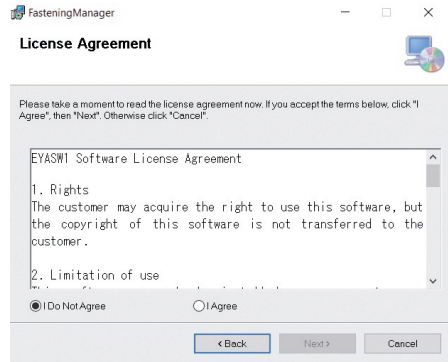 FasteningManager
License Agreement
Please take a moment to read the license agreement now. If you accept the terms below, click "I
Agree", then "Next". Otherwise click "Cancel".
EYASW1 Software License Agreement
1. Rights
The customer may acquire the right to use this software, but
the copyright of this software is not transferred to the
customer.
2. Limitation of use
I Do Not Agree
I Agree
< Back
Next >
Cancel